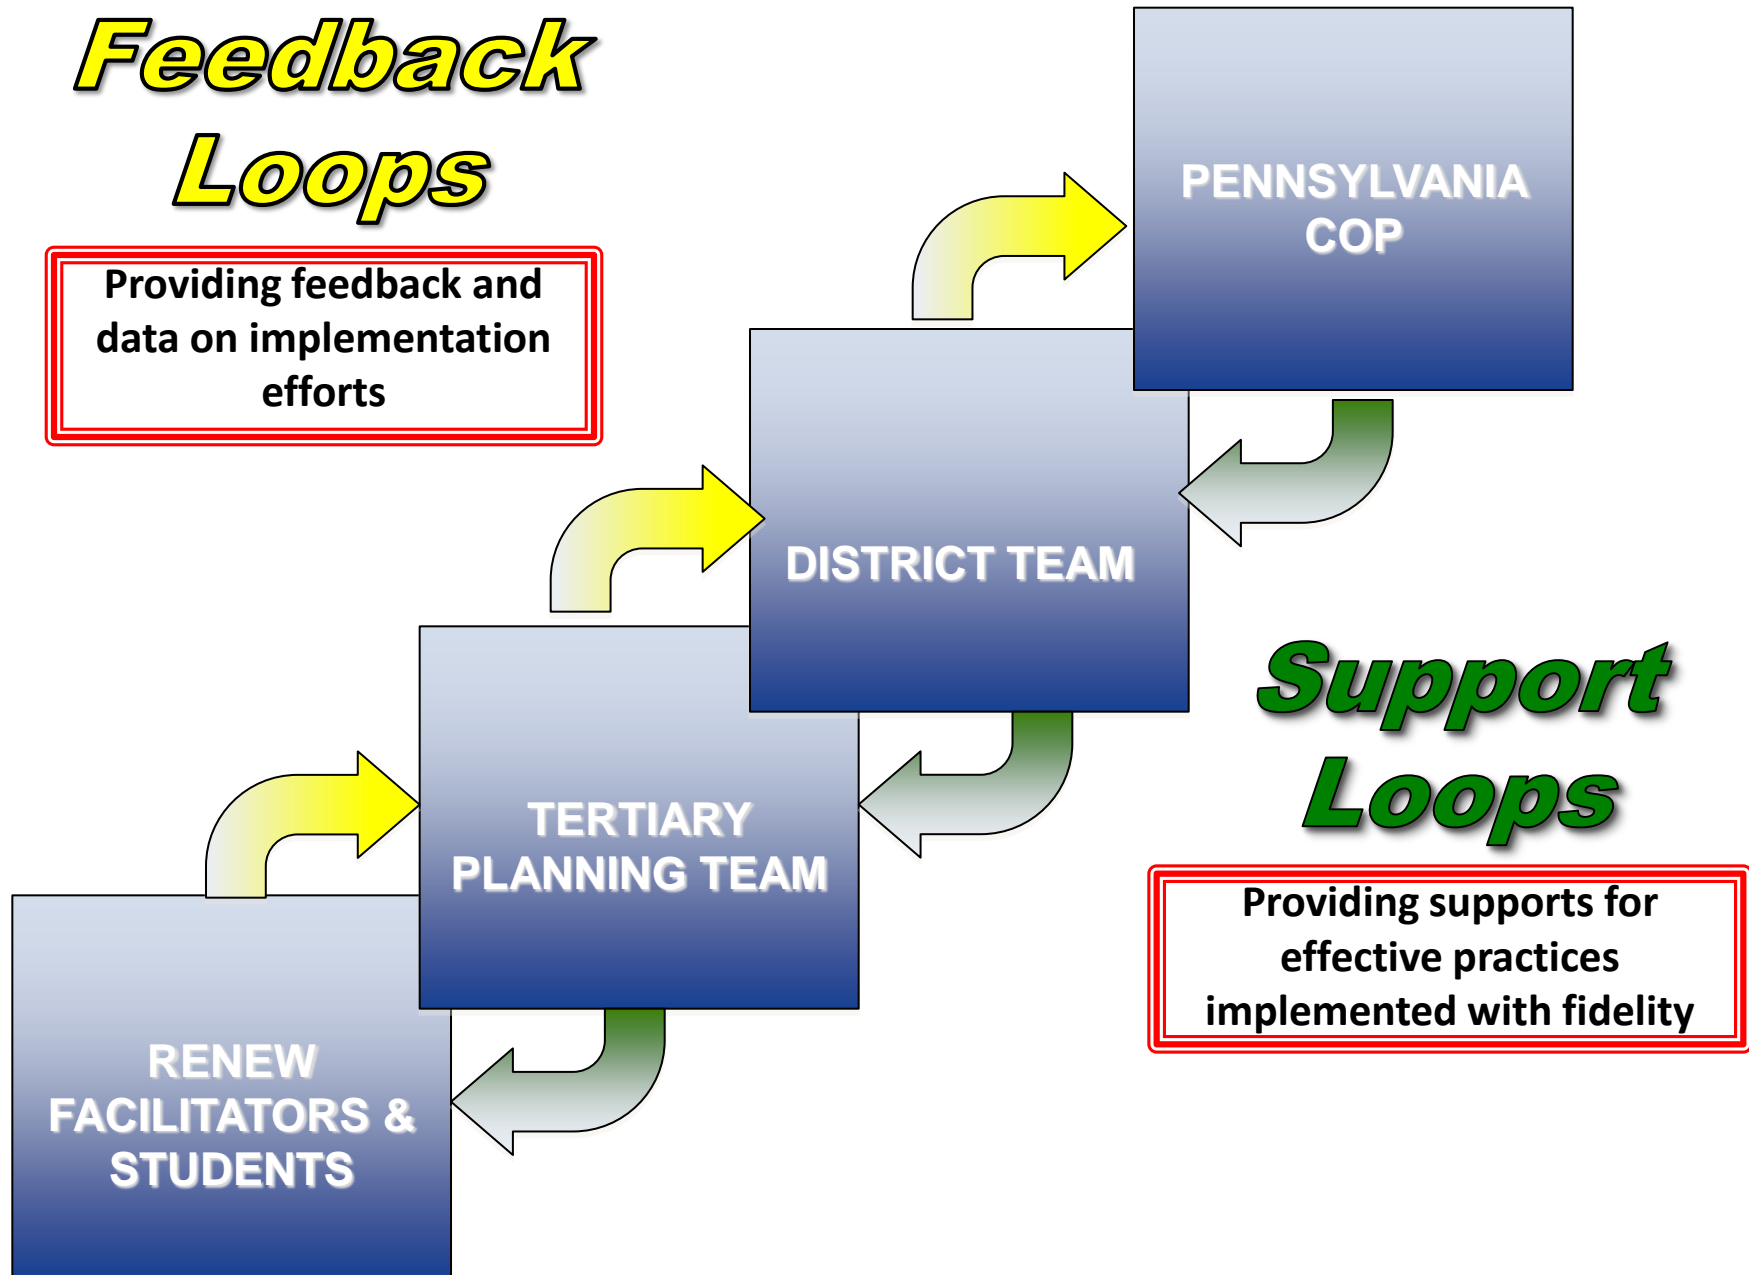 Feedback
Loops
Providing feedback and
data on implementation
efforts
PENNSYLVANIA
COP
DISTRICT TEAM
TERTIARY
PLANNING TEAM
RENEW
FACILITATORS &
STUDENTS
Support
Loops
Providing supports for
effective practices
implemented with fidelity